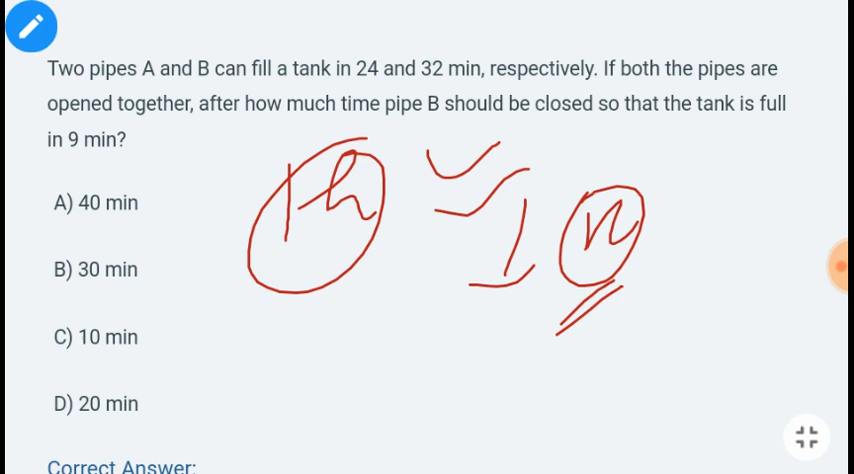 Two pipes A and B can fill a tank in 24 and 32 min, respectively. If both the pipes are
opened together, after how much time pipe B should be closed so that the tank is full
in 9 min?
A) 40 min
B) 30 min
C) 10 min
D) 20 min
Correct Answer: